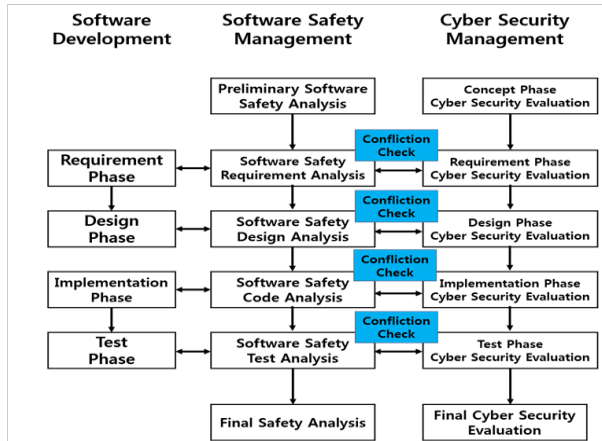 Software
Development
Software Safety
Management
Cyber Security
Management
Preliminary Software
Safety Analysis
Concept Phase
Cyber Security Evaluation
Confliction
Check
Requirement
Phase
Software Safety
Requirement Analysis
Requirement Phase
Cyber Security Evaluation
Confliction
Check
Design
Phase
Software Safety
Design Analysis
Design Phase
Cyber Security Evaluation
Confliction
Check
Implementation
Phase
Software Safety
Code Analysis
Implementation Phase
Cyber Security Evaluation
Confliction
Check
Test
Phase
Software Safety
Test Analysis
Test Phase
Cyber Security Evaluation
Final Safety Analysis
Final Cyber Security
Evaluation